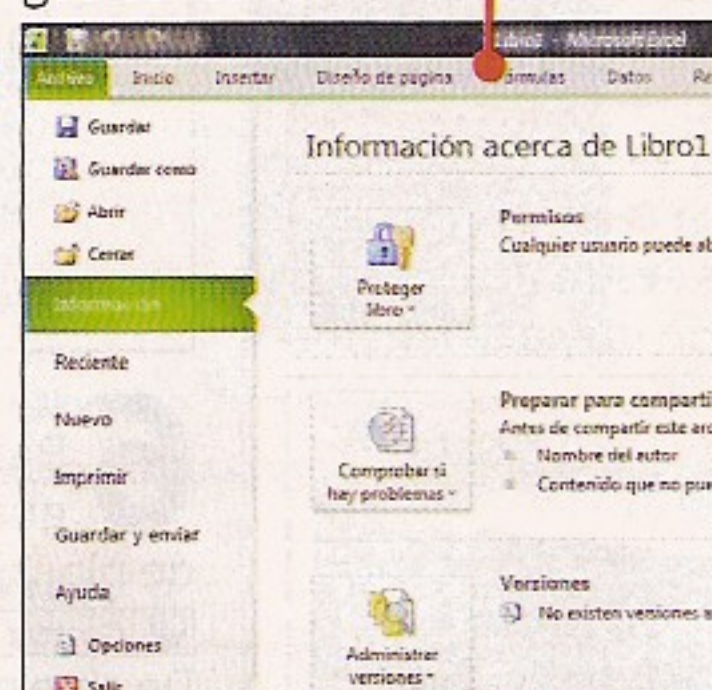 Libro1 - Microsoft Excel
Archivo Inicio Insertar Diseño de página Fórmulas Datos
Guardar
Guardar como
Abrir
Cerrar
Información
Reciente
Nuevo
Imprimir
Guardar y enviar
Ayuda
Opciones
Salir
Información acerca de Libro1
Proteger
libro
Permisos
Cualquier usuario puede
Comprobar si
hay problemas
Preparar para
Antes de compartir este
Nombre del autor
Contenido que no
Administrar
versiones
Versiones
No existen versiones